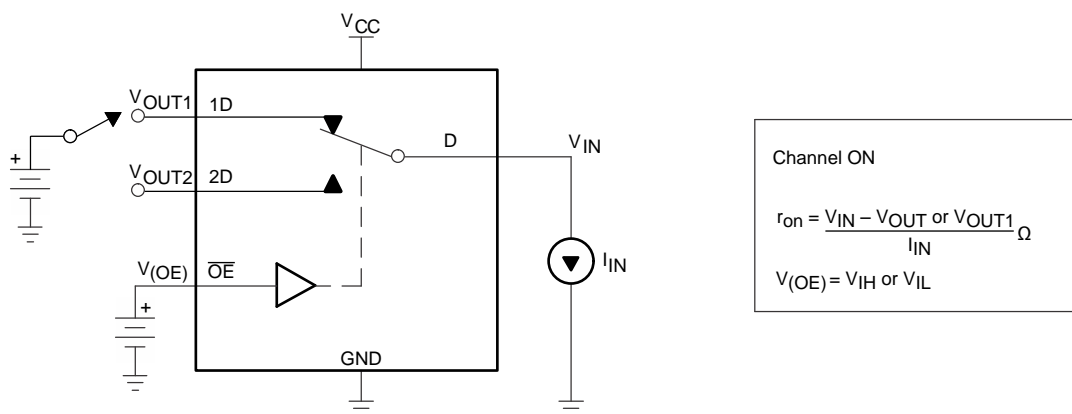 VCC
VOUT1 1D
D VIN
VOUT2 2D
V(OE) OE
IIN
+
+
GND
Channel ON
ron = VIN – VOUT or VOUT1
IIN Ω
V(OE) = VIH or VIL